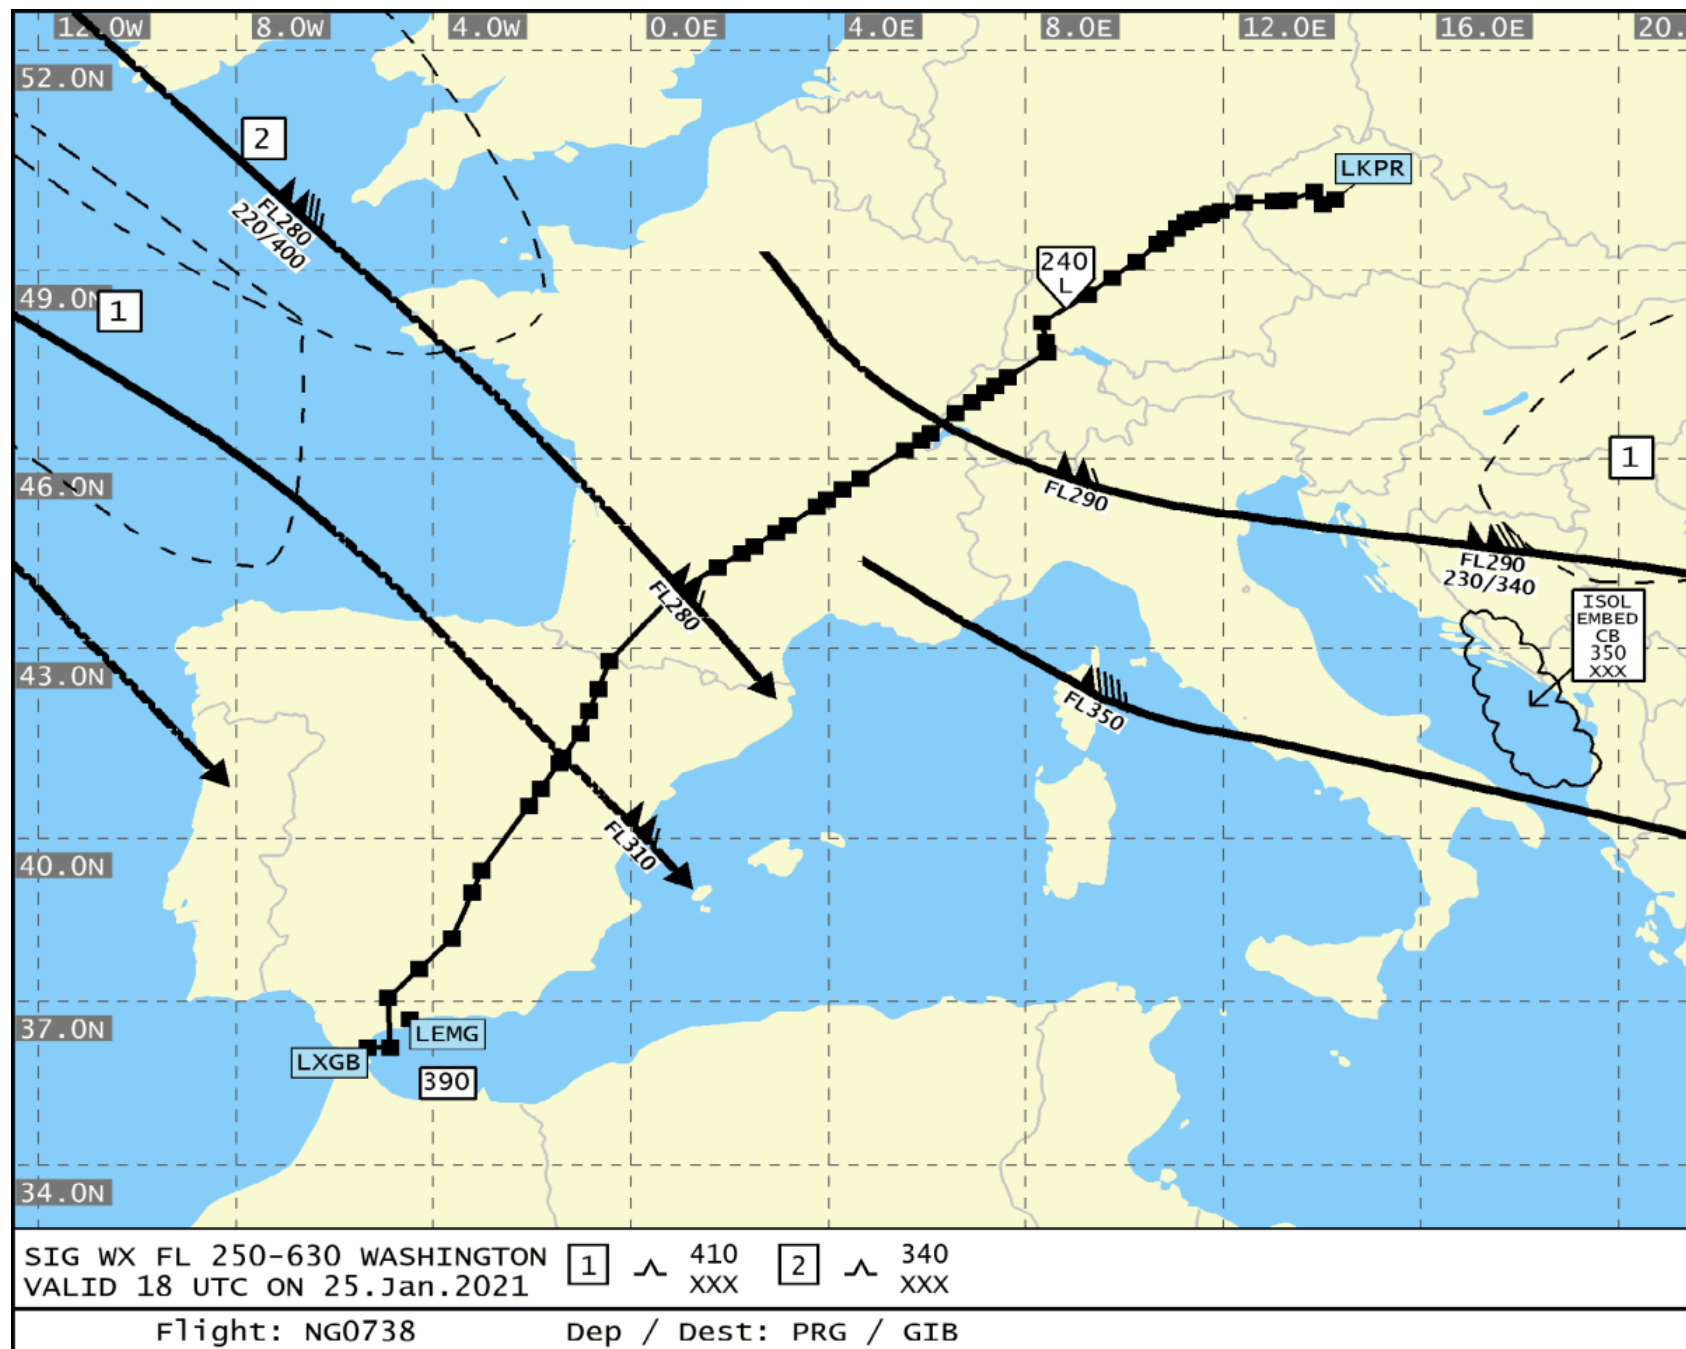 12.0W 8.0W 4.0W 0.0E 4.0E 8.0E 12.0E 16.0E 20.
52.0N
2
LKPR
FL280
220/400
240
L
49.0N
1
1
46.0N
FL290
FL290
230/340
FL280
ISOL
EMBED
CB
350
XXX
43.0N
FL350
FL310
40.0N
37.0N
LEMG
LXGB
390
34.0N
SIG WX FL 250-630 WASHINGTON 1 410 2 340
VALID 18 UTC ON 25.Jan.2021 XXX XXX
Flight: NG0738 Dep / Dest: PRG / GIB